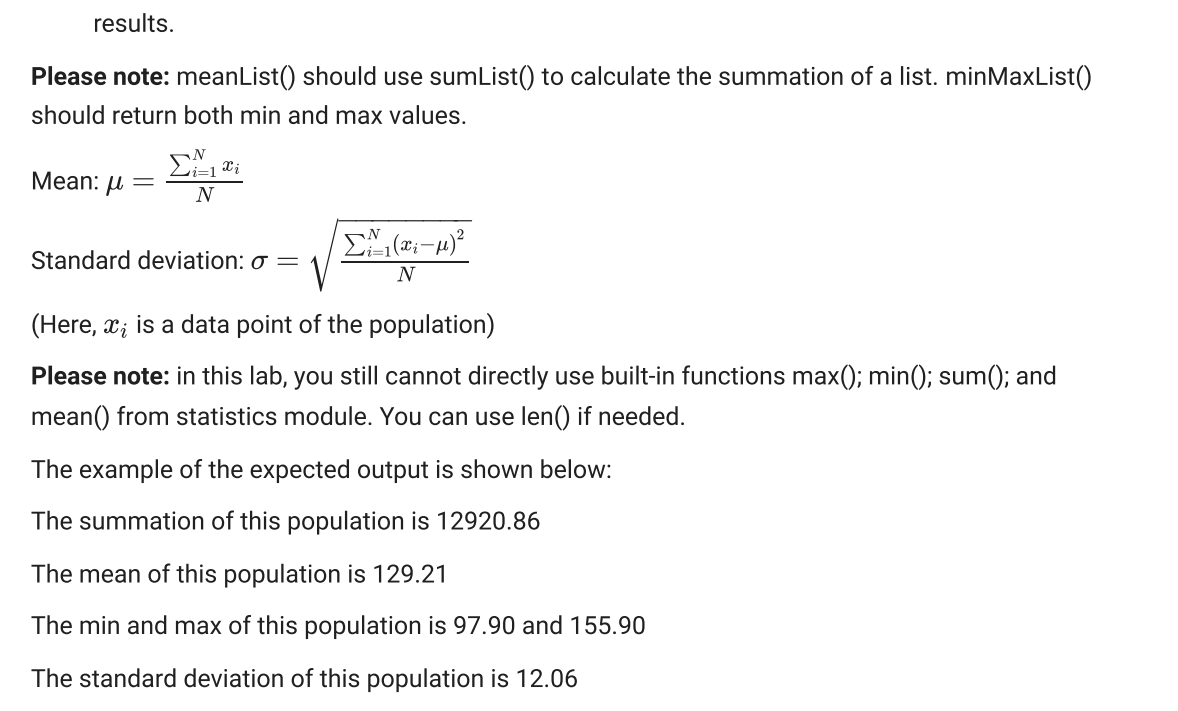 results.
Please note: meanList() should use sumList() to calculate the summation of a list. minMaxList()
should return both min and max values.
Mean: μ = \frac{\sum_{i=1}^{N} x_i}{N}
Standard deviation: σ = \sqrt{\frac{\sum_{i=1}^{N}(x_i-μ)^2}{N}}
(Here, x_i is a data point of the population)
Please note: in this lab, you still cannot directly use built-in functions max(); min(); sum(); and
mean() from statistics module. You can use len() if needed.
The example of the expected output is shown below:
The summation of this population is 12920.86
The mean of this population is 129.21
The min and max of this population is 97.90 and 155.90
The standard deviation of this population is 12.06